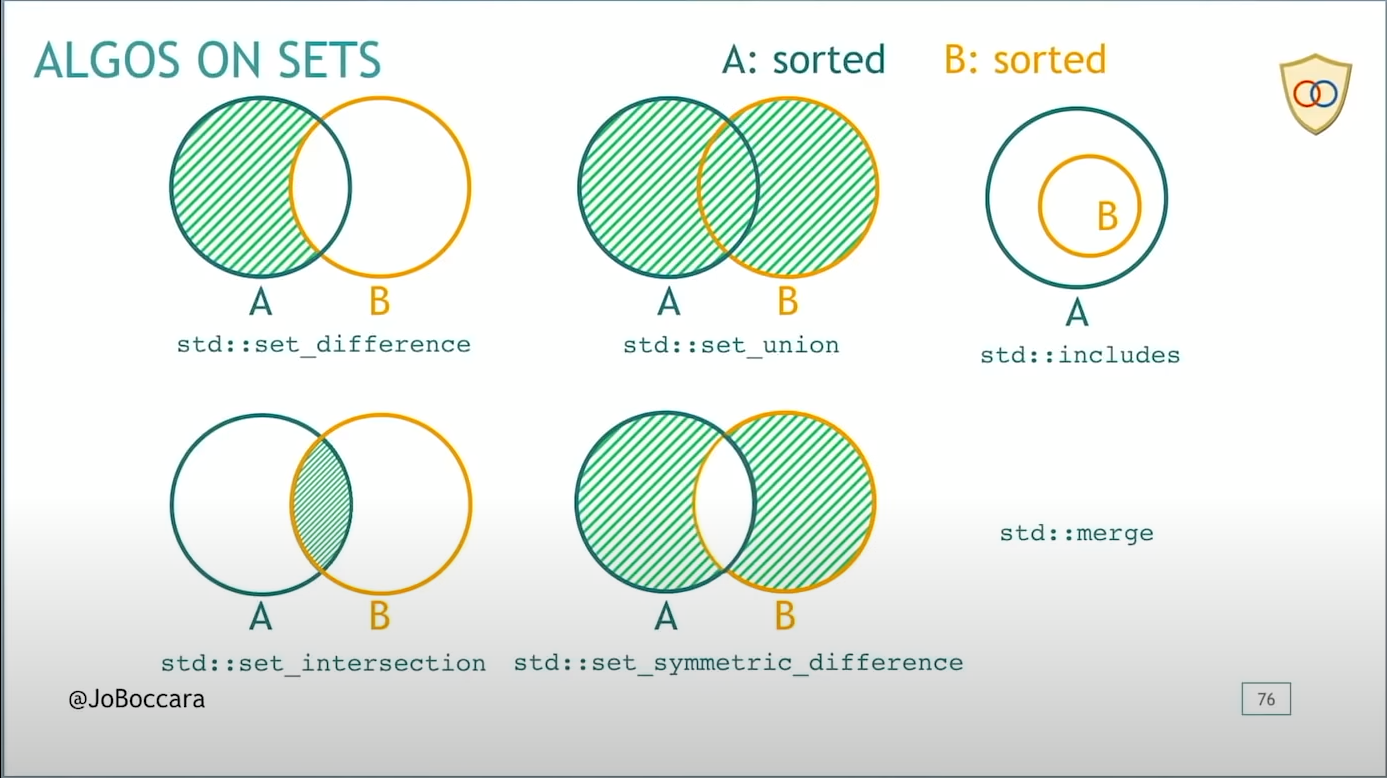 ALGOS ON SETS
A: sorted
B: sorted
A
B
std::set_difference
A
B
std::set_union
B
A
std::includes
A
B
std::set_intersection
A
B
std::set_symmetric_difference
std::merge
@JoBoccara
76